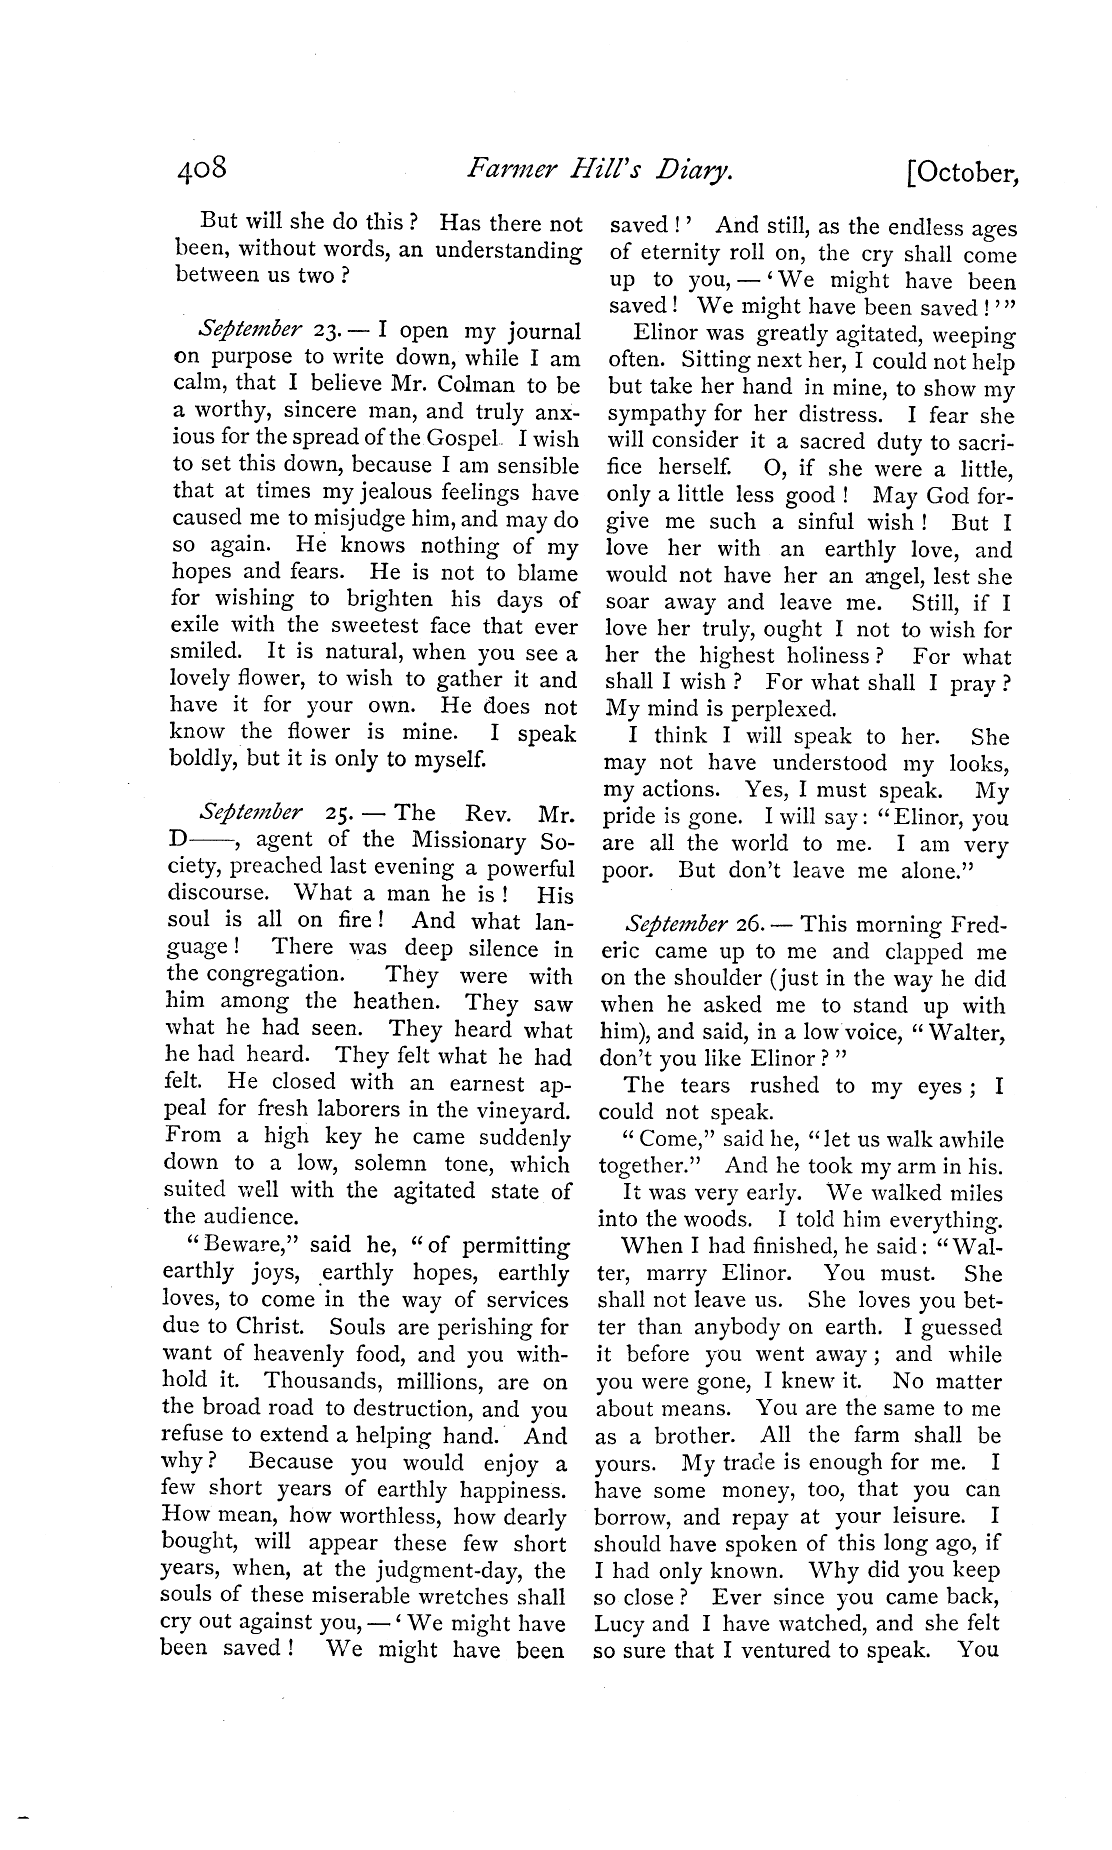 408 Farmer Hill's Diary. [October,
But will she do this? Has there not
been, without words, an understanding
between us two?
September 23. — I open my journal
on purpose to write down, while I am
calm, that I believe Mr. Colman to be
a worthy, sincere man, and truly anx-
ious for the spread of the Gospel. I wish
to set this down, because I am sensible
that at times my jealous feelings have
caused me to misjudge him, and may do
so again. He knows nothing of my
hopes and fears. He is not to blame
for wishing to brighten his days of
exile with the sweetest face that ever
smiled. It is natural, when you see a
lovely flower, to wish to gather it and
have it for your own. He does not
know the flower is mine. I speak
boldly, but it is only to myself.
September 25. — The Rev. Mr.
D——, agent of the Missionary So-
ciety, preached last evening a powerful
discourse. What a man he is! His
soul is all on fire! And what lan-
guage! There was deep silence in
the congregation. They were with
him among the heathen. They saw
what he had seen. They heard what
he had heard. They felt what he had
felt. He closed with an earnest ap-
peal for fresh laborers in the vineyard.
From a high key he came suddenly
down to a low, solemn tone, which
suited well with the agitated state of
the audience.
"Beware," said he, "of permitting
earthly joys, earthly hopes, earthly
loves, to come in the way of services
due to Christ. Souls are perishing for
want of heavenly food, and you with-
hold it. Thousands, millions, are on
the broad road to destruction, and you
refuse to extend a helping hand. And
why? Because you would enjoy a
few short years of earthly happiness.
How mean, how worthless, how dearly
bought, will appear these few short
years, when, at the judgment-day, the
souls of these miserable wretches shall
cry out against you, — 'We might have
been saved! We might have been
saved!' And still, as the endless ages
of eternity roll on, the cry shall come
up to you, — 'We might have been
saved! We might have been saved!'"
Elinor was greatly agitated, weeping
often. Sitting next her, I could not help
but take her hand in mine, to show my
sympathy for her distress. I fear she
will consider it a sacred duty to sacri-
fice herself. O, if she were a little,
only a little less good! May God for-
give me such a sinful wish! But I
love her with an earthly love, and
would not have her an angel, lest she
soar away and leave me. Still, if I
love her truly, ought I not to wish for
her the highest holiness? For what
shall I wish? For what shall I pray?
My mind is perplexed.
I think I will speak to her. She
may not have understood my looks,
my actions. Yes, I must speak. My
pride is gone. I will say: "Elinor, you
are all the world to me. I am very
poor. But don't leave me alone."
September 26. — This morning Fred-
eric came up to me and clapped me
on the shoulder (just in the way he did
when he asked me to stand up with
him), and said, in a low voice, "Walter,
don't you like Elinor?"
The tears rushed to my eyes; I
could not speak.
"Come," said he, "let us walk awhile
together." And he took my arm in his.
It was very early. We walked miles
into the woods. I told him everything.
When I had finished, he said: "Wal-
ter, marry Elinor. You must. She
shall not leave us. She loves you bet-
ter than anybody on earth. I guessed
it before you went away; and while
you were gone, I knew it. No matter
about means. You are the same to me
as a brother. All the farm shall be
yours. My trade is enough for me. I
have some money, too, that you can
borrow, and repay at your leisure. I
should have spoken of this long ago, if
I had only known. Why did you keep
so close? Ever since you came back,
Lucy and I have watched, and she felt
so sure that I ventured to speak. You